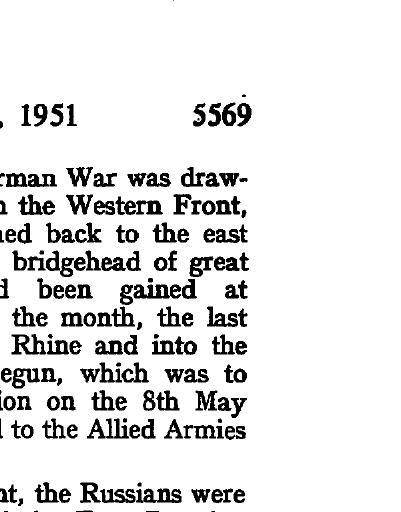 , 1951 5569
rman War was draw-
n the Western Front,
ned back to the east
bridgehead of great
d been gained at
the month, the last
Rhine and into the
egun, which was to
ion on the 8th May
to the Allied Armies
nt, the Russians were